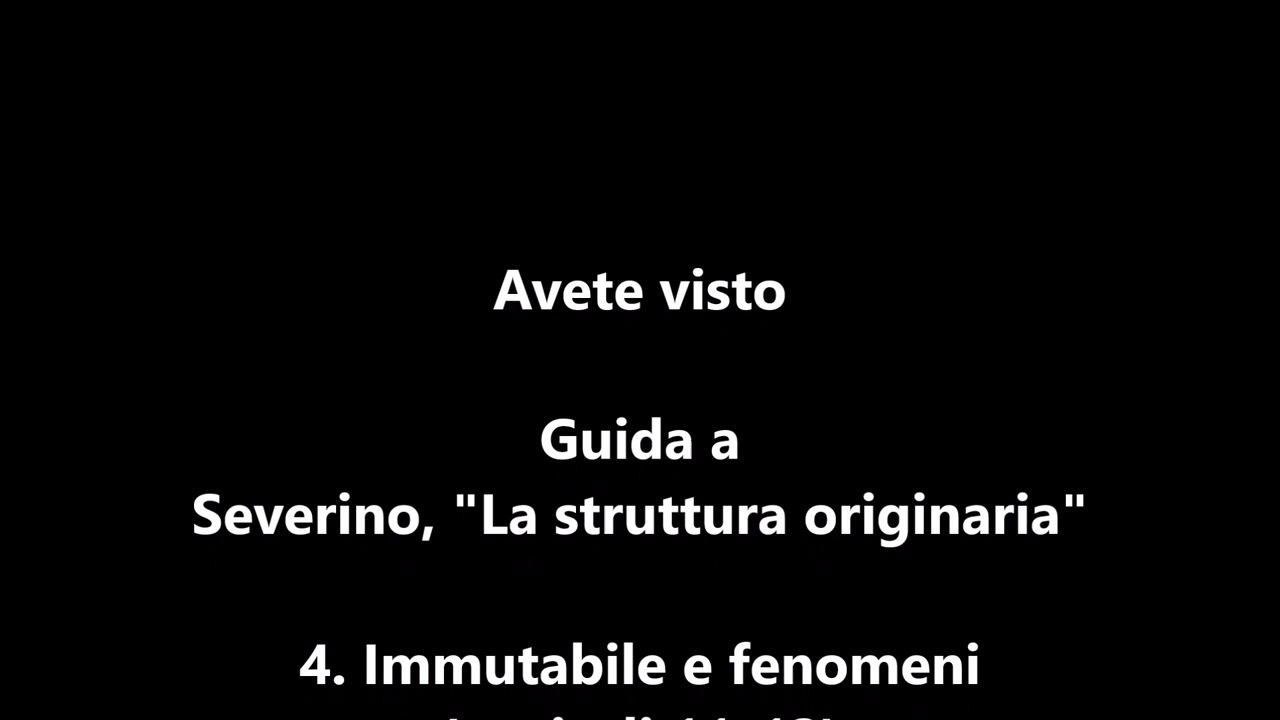 Avete visto
Guida a
Severino, "La struttura originaria"
4. Immutabile e fenomeni